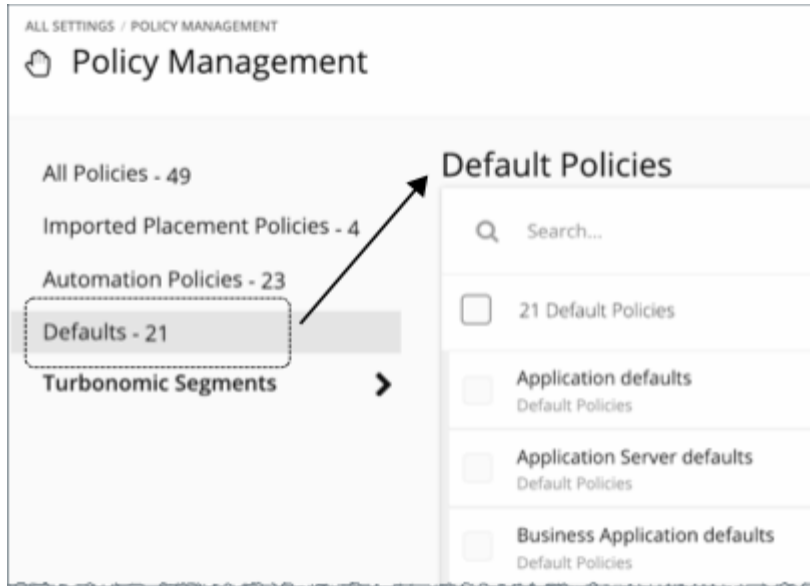 ALL SETTINGS / POLICY MANAGEMENT
Policy Management
All Policies - 49
Imported Placement Policies - 4
Automation Policies - 23
Defaults - 21
Turbonomic Segments
Default Policies
Search...
21 Default Policies
Application defaults
Default Policies
Application Server defaults
Default Policies
Business Application defaults
Default Policies